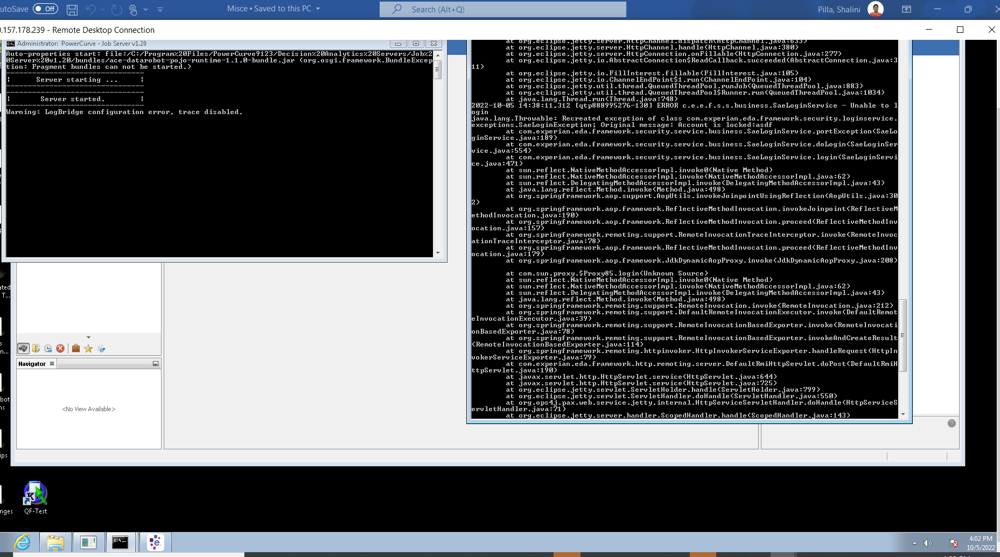 utoSave Off
Misce • Saved to this PC
Search (Alt+Q)
Pilla, Shalini
.157.178.239 - Remote Desktop Connection
Administrator: PowerCurve - Job Server v1.20
Auto-properties start: file:/C:/Program%20Files/PowerCurve9123/Decision%20Analytics%20Servers/Job%2
0Server%20v1.20/bundles/ace-datarobot-pojo-runtime-1.1.0-bundle.jar (org.osgi.framework.BundleExcep
tion: Fragment bundles can not be started.)
--------------------------------
¦      Server starting ...     ¦
--------------------------------
--------------------------------
¦       Server started.        ¦
--------------------------------
Warning: LogBridge configuration error, trace disabled.
at org.eclipse.jetty.server.HttpChannel.dispatch(HttpChannel.java:633)
at org.eclipse.jetty.server.HttpChannel.handle(HttpChannel.java:380)
at org.eclipse.jetty.server.HttpConnection.onFillable(HttpConnection.java:277)
at org.eclipse.jetty.io.AbstractConnection$ReadCallback.succeeded(AbstractConnection.java:3
11)
at org.eclipse.jetty.io.FillInterest.fillable(FillInterest.java:105)
at org.eclipse.jetty.io.ChannelEndPoint$1.run(ChannelEndPoint.java:104)
at org.eclipse.jetty.util.thread.QueuedThreadPool.runJob(QueuedThreadPool.java:883)
at org.eclipse.jetty.util.thread.QueuedThreadPool$Runner.run(QueuedThreadPool.java:1034)
at java.lang.Thread.run(Thread.java:748)
2022-10-05 14:38:11,312 [qtp888995276-130] ERROR c.e.e.f.s.s.business.SaeLoginService - Unable to l
ogin
java.lang.Throwable: Recreated exception of class com.experian.eda.framework.security.loginservice.
exceptions.SaeLoginException; Original message: Account is locked:asdf
at com.experian.eda.framework.security.service.business.SaeLoginService.portException(SaeLo
ginService.java:189)
at com.experian.eda.framework.security.service.business.SaeLoginService.doLogin(SaeLoginSer
vice.java:554)
at com.experian.eda.framework.security.service.business.SaeLoginService.login(SaeLoginServi
ce.java:471)
at sun.reflect.NativeMethodAccessorImpl.invoke0(Native Method)
at sun.reflect.NativeMethodAccessorImpl.invoke(NativeMethodAccessorImpl.java:62)
at sun.reflect.DelegatingMethodAccessorImpl.invoke(DelegatingMethodAccessorImpl.java:43)
at java.lang.reflect.Method.invoke(Method.java:498)
at org.springframework.aop.support.AopUtils.invokeJoinpointUsingReflection(AopUtils.java:30
2)
at org.springframework.aop.framework.ReflectiveMethodInvocation.invokeJoinpoint(ReflectiveM
ethodInvocation.java:190)
at org.springframework.aop.framework.ReflectiveMethodInvocation.proceed(ReflectiveMethodInv
ocation.java:157)
at org.springframework.remoting.support.RemoteInvocationTraceInterceptor.invoke(RemoteInvoc
ationTraceInterceptor.java:78)
at org.springframework.aop.framework.ReflectiveMethodInvocation.proceed(ReflectiveMethodInv
ocation.java:179)
at org.springframework.aop.framework.JdkDynamicAopProxy.invoke(JdkDynamicAopProxy.java:208)
at com.sun.proxy.$Proxy85.login(Unknown Source)
at sun.reflect.NativeMethodAccessorImpl.invoke0(Native Method)
at sun.reflect.NativeMethodAccessorImpl.invoke(NativeMethodAccessorImpl.java:62)
at sun.reflect.DelegatingMethodAccessorImpl.invoke(DelegatingMethodAccessorImpl.java:43)
at java.lang.reflect.Method.invoke(Method.java:498)
at org.springframework.remoting.support.RemoteInvocation.invoke(RemoteInvocation.java:212)
at org.springframework.remoting.support.DefaultRemoteInvocationExecutor.invoke(DefaultRemot
eInvocationExecutor.java:39)
at org.springframework.remoting.support.RemoteInvocationBasedExporter.invoke(RemoteInvocati
onBasedExporter.java:78)
at org.springframework.remoting.support.RemoteInvocationBasedExporter.invokeAndCreateResult
(RemoteInvocationBasedExporter.java:114)
at org.springframework.remoting.httpinvoker.HttpInvokerServiceExporter.handleRequest(HttpIn
vokerServiceExporter.java:79)
at com.experian.eda.framework.http.remoting.server.DefaultRmiHttpServlet.doPost(DefaultRmiH
ttpServlet.java:190)
at javax.servlet.http.HttpServlet.service(HttpServlet.java:644)
at javax.servlet.http.HttpServlet.service(HttpServlet.java:725)
at org.eclipse.jetty.servlet.ServletHolder.handle(ServletHolder.java:799)
at org.eclipse.jetty.servlet.ServletHandler.doHandle(ServletHandler.java:550)
at org.ops4j.pax.web.service.jetty.internal.HttpServiceServletHandler.doHandle(HttpServiceS
ervletHandler.java:71)
at org.eclipse.jetty.server.handler.ScopedHandler.handle(ScopedHandler.java:143)
ated
T...
s
n...
Navigator
<No View Available>
bot
ns
ips
nges
QF-Test
4:02 PM
10/5/2022